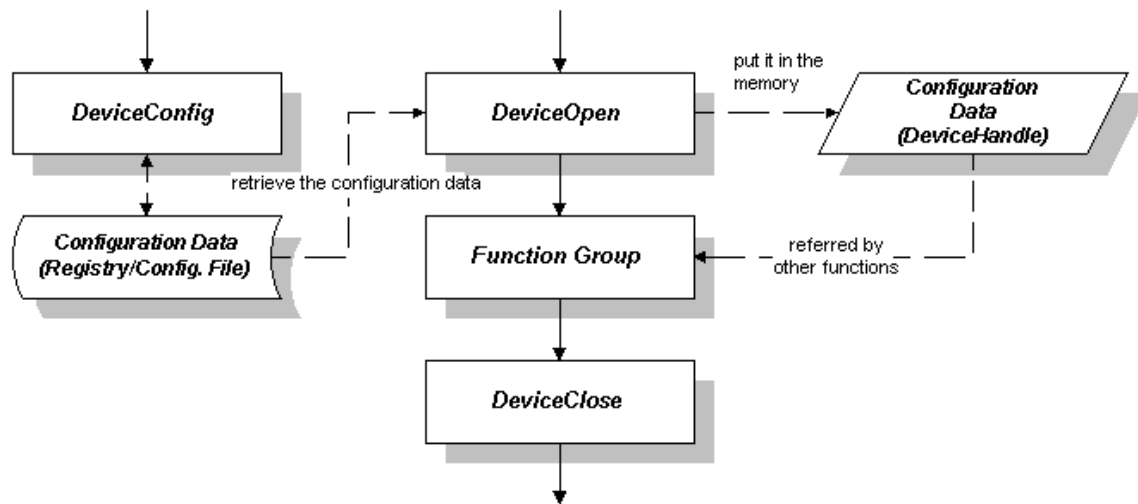 DeviceConfig
DeviceOpen
put it in the
memory
Configuration
Data
(DeviceHandle)
retrieve the configuration data
Configuration Data
(Registry/Config. File)
Function Group
referred by
other functions
DeviceClose